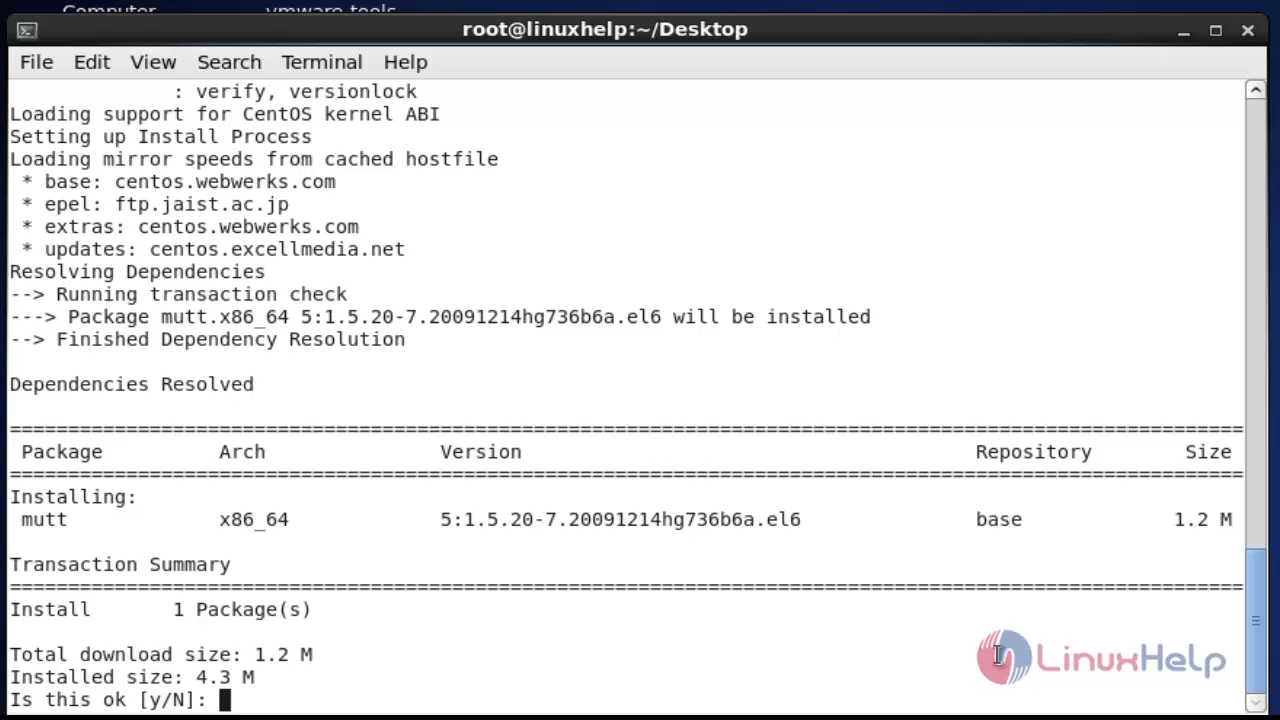 Computer vmware-tools
root@linuxhelp:~/Desktop
File Edit View Search Terminal Help
: verify, versionlock
Loading support for CentOS kernel ABI
Setting up Install Process
Loading mirror speeds from cached hostfile
* base: centos.webwerks.com
* epel: ftp.jaist.ac.jp
* extras: centos.webwerks.com
* updates: centos.excellmedia.net
Resolving Dependencies
--> Running transaction check
---> Package mutt.x86_64 5:1.5.20-7.20091214hg736b6a.el6 will be installed
--> Finished Dependency Resolution
Dependencies Resolved
================================================================================
Package Arch Version Repository Size
================================================================================
Installing:
mutt x86_64 5:1.5.20-7.20091214hg736b6a.el6 base 1.2 M
Transaction Summary
================================================================================
Install 1 Package(s)
Total download size: 1.2 M
Installed size: 4.3 M
Is this ok [y/N]:
LinuxHelp